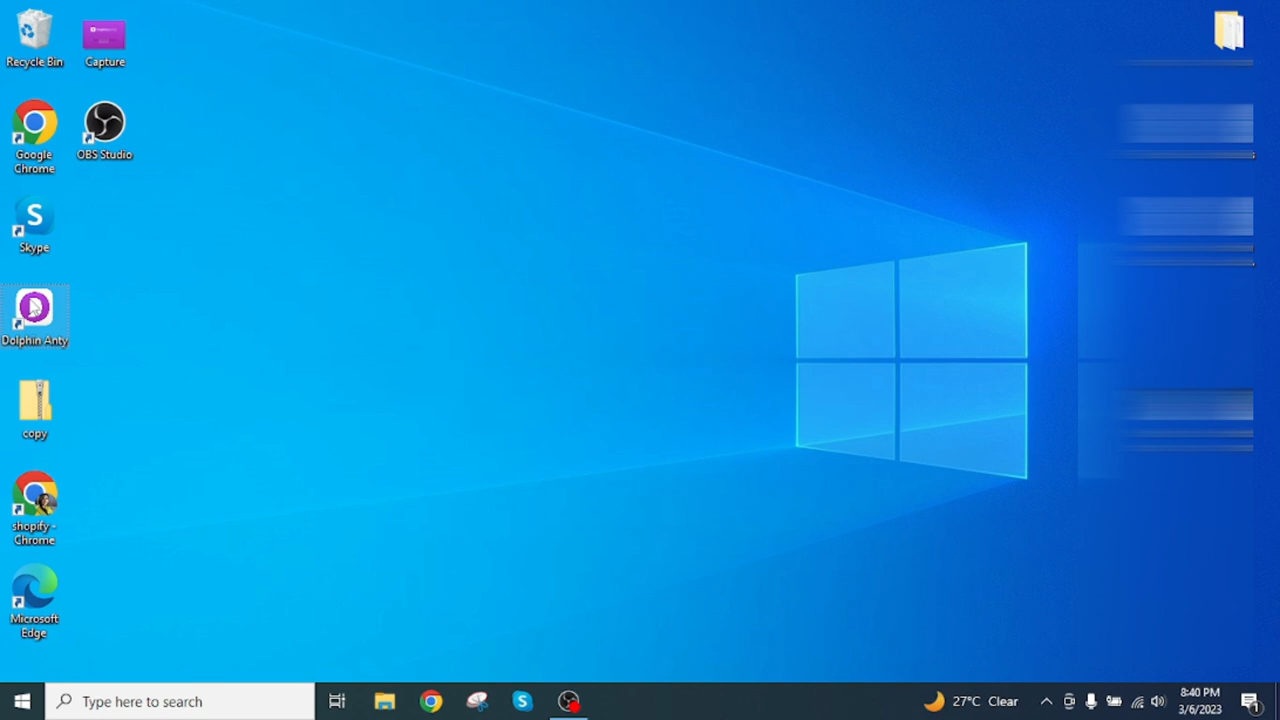 Recycle Bin
Capture
Google
Chrome
OBS Studio
S
Skype
Dolphin Anty
copy
shopify -
Chrome
Microsoft
Edge
Type here to search
S
27°C Clear
8:40 PM
3/6/2023
1